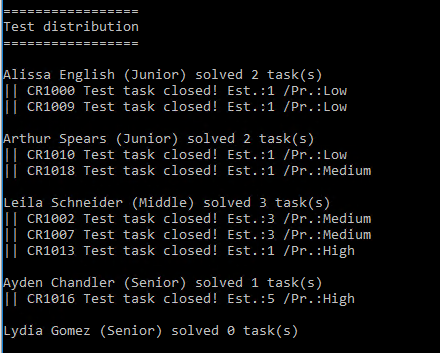 =================
Test distribution
=================
Alissa English (Junior) solved 2 task(s)
|| CR1000 Test task closed! Est.:1 /Pr.:Low
|| CR1009 Test task closed! Est.:1 /Pr.:Low
Arthur Spears (Junior) solved 2 task(s)
|| CR1010 Test task closed! Est.:1 /Pr.:Low
|| CR1018 Test task closed! Est.:1 /Pr.:Medium
Leila Schneider (Middle) solved 3 task(s)
|| CR1002 Test task closed! Est.:3 /Pr.:Medium
|| CR1007 Test task closed! Est.:3 /Pr.:Medium
|| CR1013 Test task closed! Est.:1 /Pr.:High
Ayden Chandler (Senior) solved 1 task(s)
|| CR1016 Test task closed! Est.:5 /Pr.:High
Lydia Gomez (Senior) solved 0 task(s)